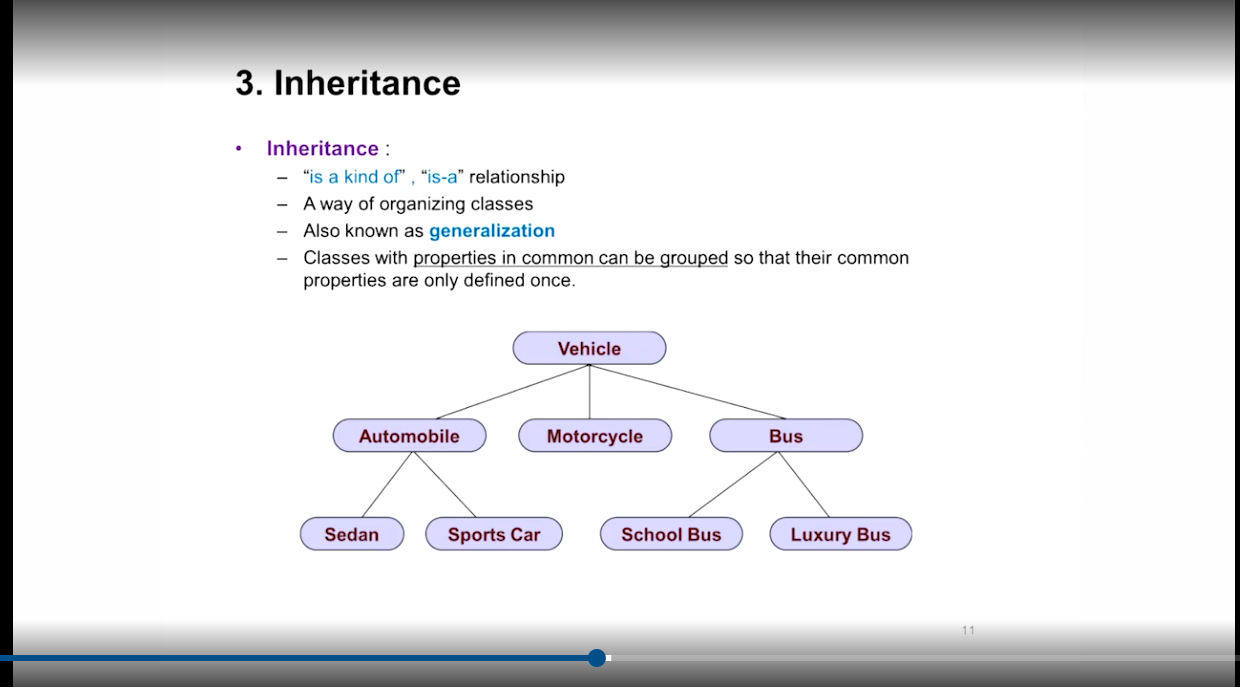 3. Inheritance
• Inheritance :
– “is a kind of” , “is-a” relationship
– A way of organizing classes
– Also known as generalization
– Classes with properties in common can be grouped so that their common
properties are only defined once.
Vehicle
Automobile Motorcycle Bus
Sedan Sports Car School Bus Luxury Bus
11